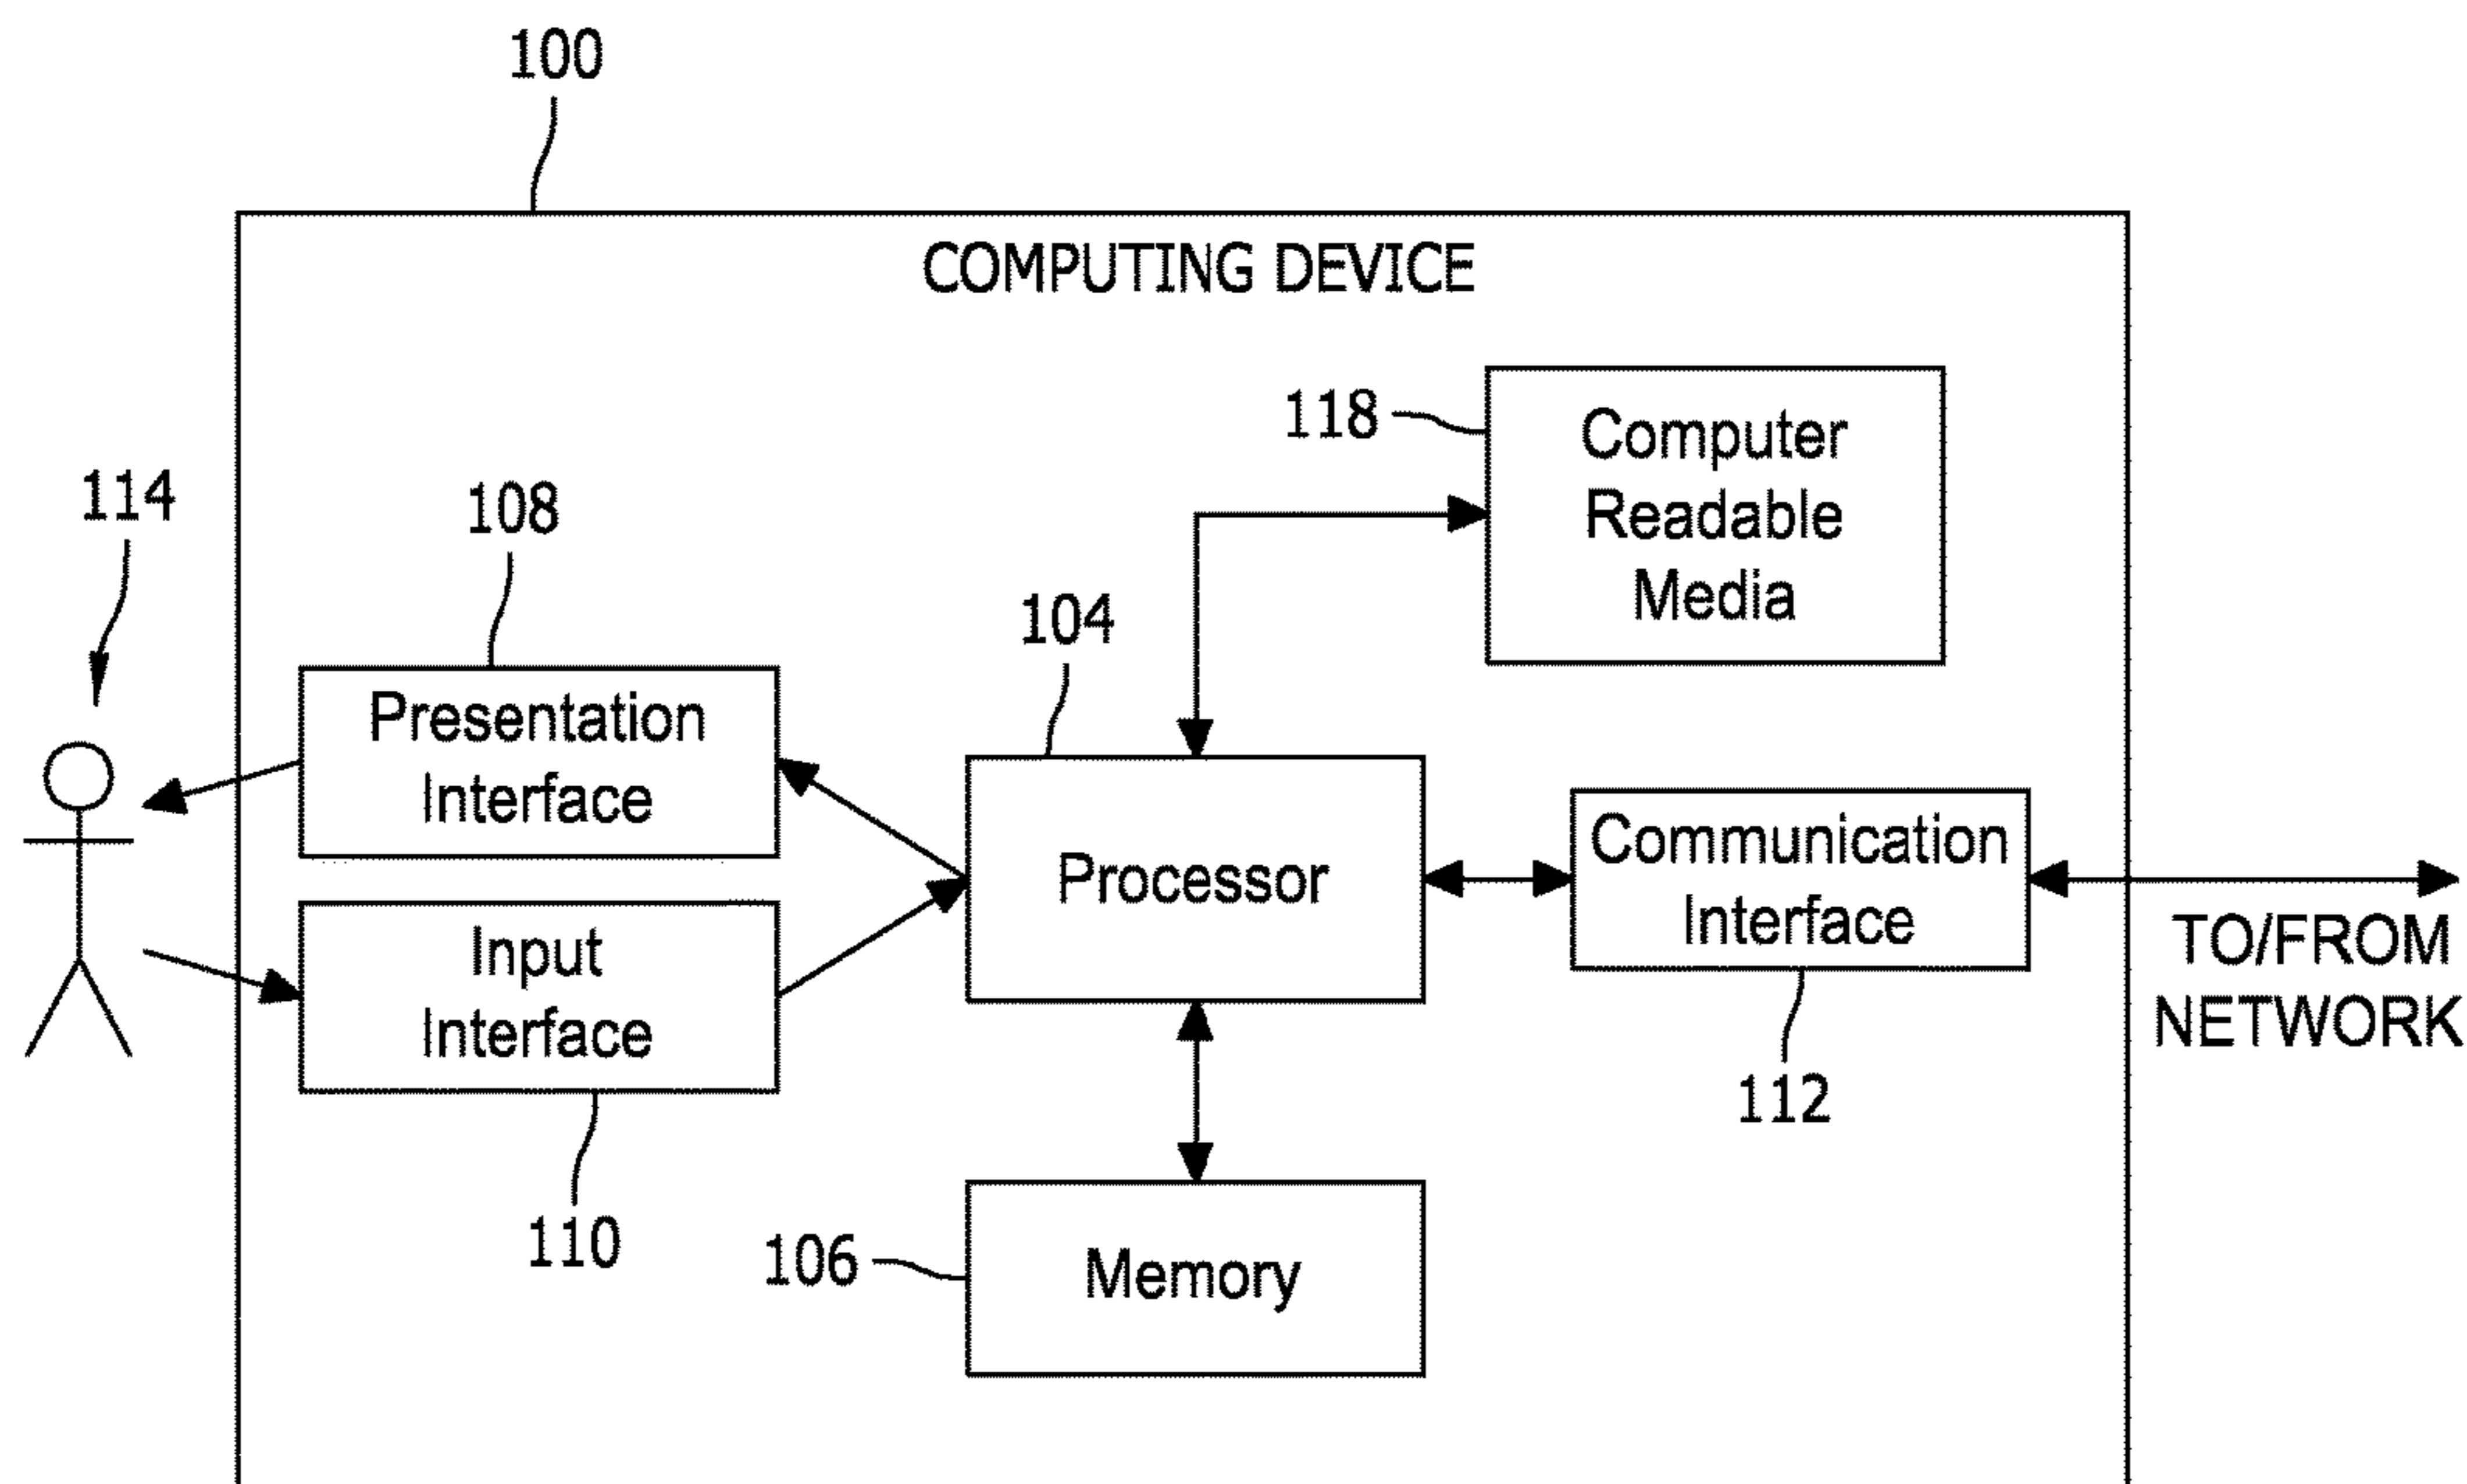 100
COMPUTING DEVICE
118
Computer
Readable
Media
114
108
104
Presentation
Interface
Processor
Communication
Interface
Input
Interface
TO/FROM
NETWORK
112
110
106
Memory